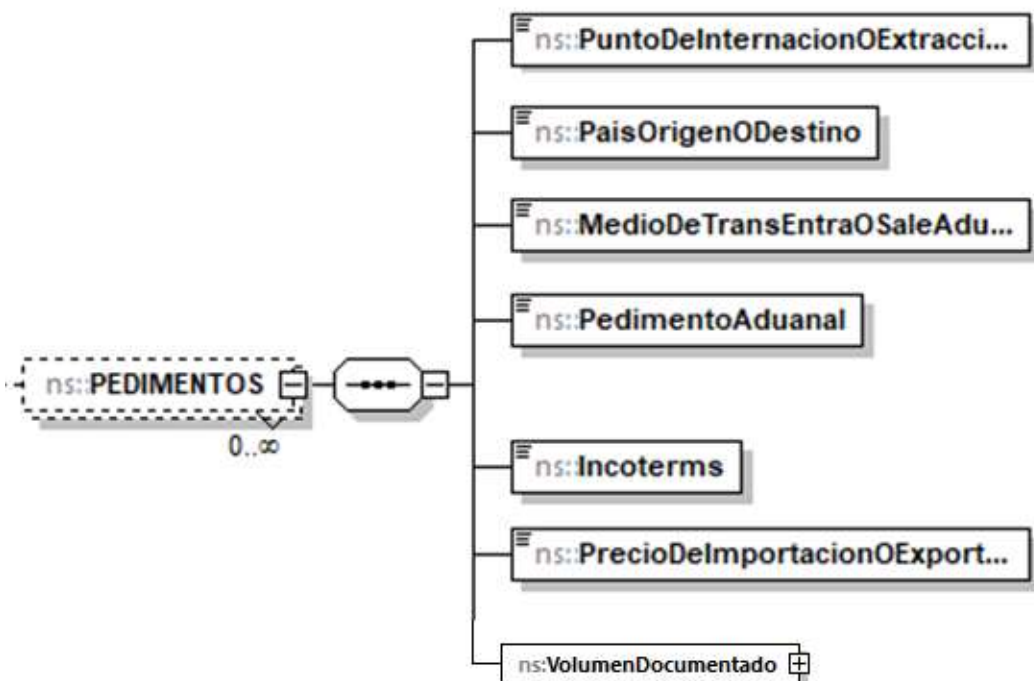 ns::PuntoDeInternacionOExtracci...
ns::PaisOrigenODestino
ns::MedioDeTransEntraOSaleAdu...
ns::PedimentoAduanal
ns::PEDIMENTOS
0..∞
ns::Incoterms
ns::PrecioDeImportacionOExport...
ns:VolumenDocumentado